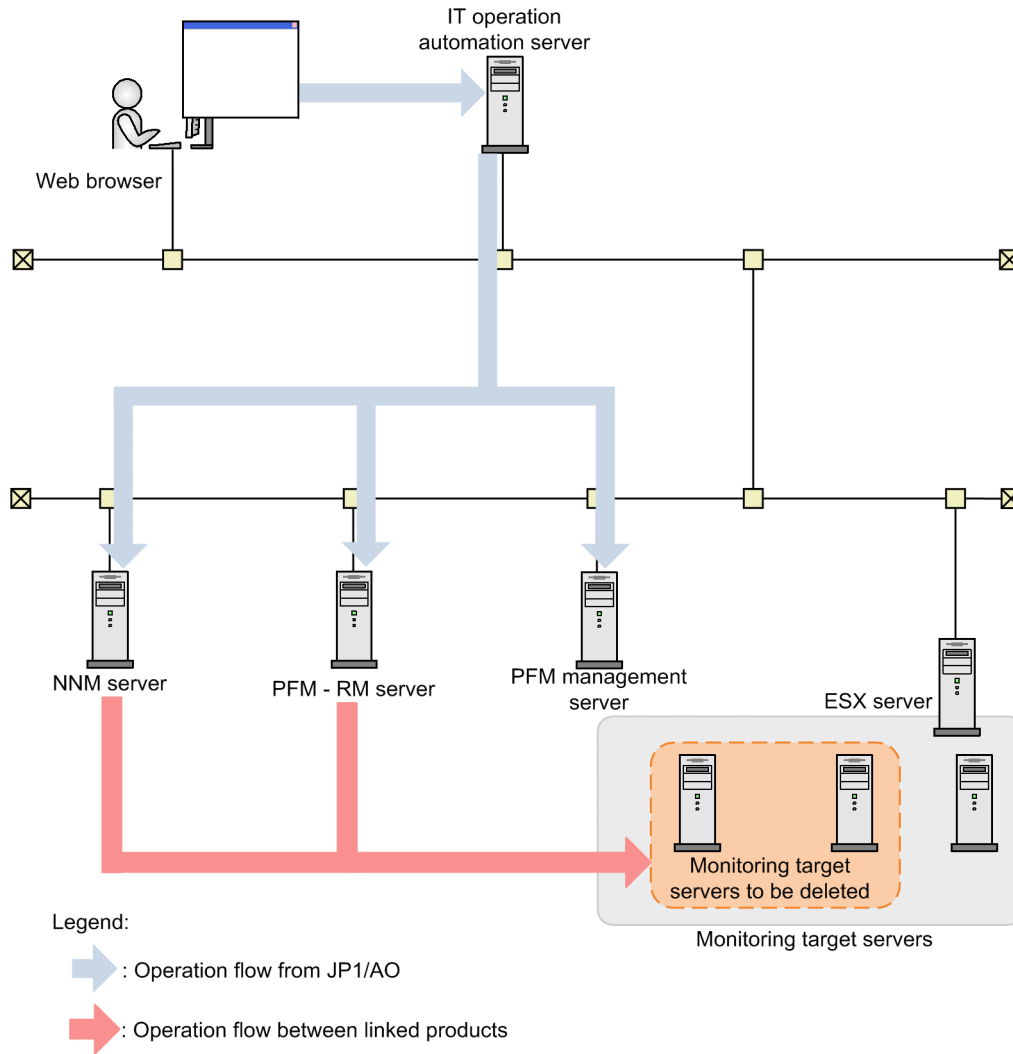 IT operation
automation server
Web browser
NNM server
PFM - RM server
PFM management
server
ESX server
Monitoring target
servers to be deleted
Monitoring target servers
Legend:
: Operation flow from JP1/AO
: Operation flow between linked products